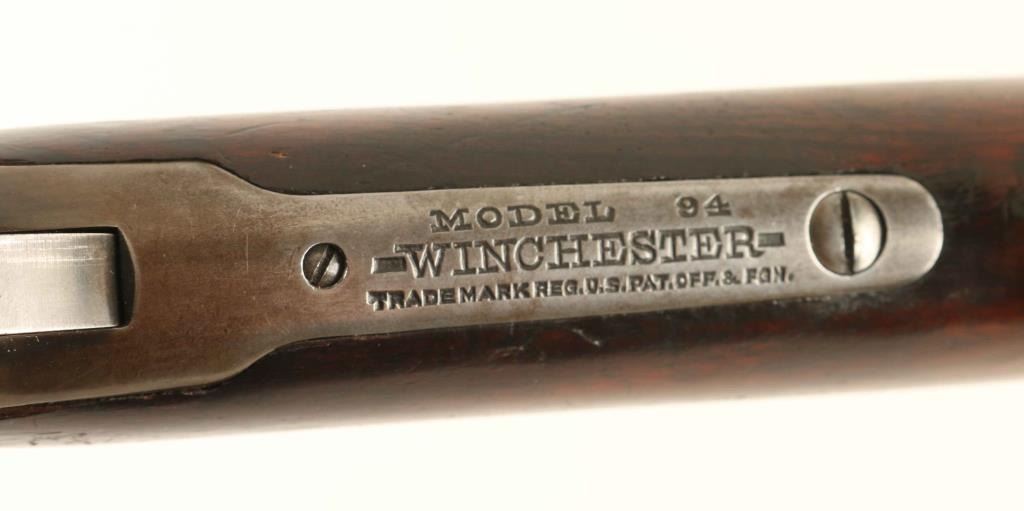 MODEL 94
-WINCHESTER-
TRADE MARK REG. U.S. PAT. OFF. & FGN.